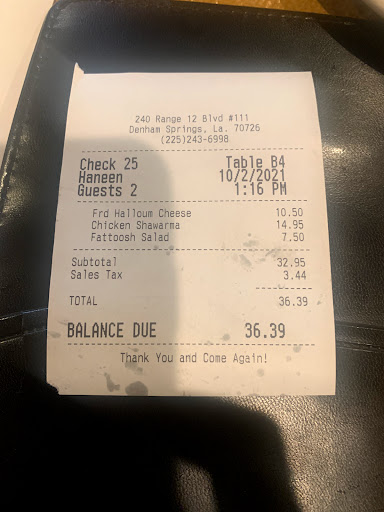 240 Range 12 Blvd #111
Denham Springs, La. 70726
(225)243-6998
Check 25 Table B4
Haneen 10/2/2021
Guests 2 1:16 PM
Frd Halloum Cheese 10.50
Chicken Shawarma 14.95
Fattoosh Salad 7.50
Subtotal 32.95
Sales Tax 3.44
TOTAL 36.39
BALANCE DUE 36.39
Thank You and Come Again!